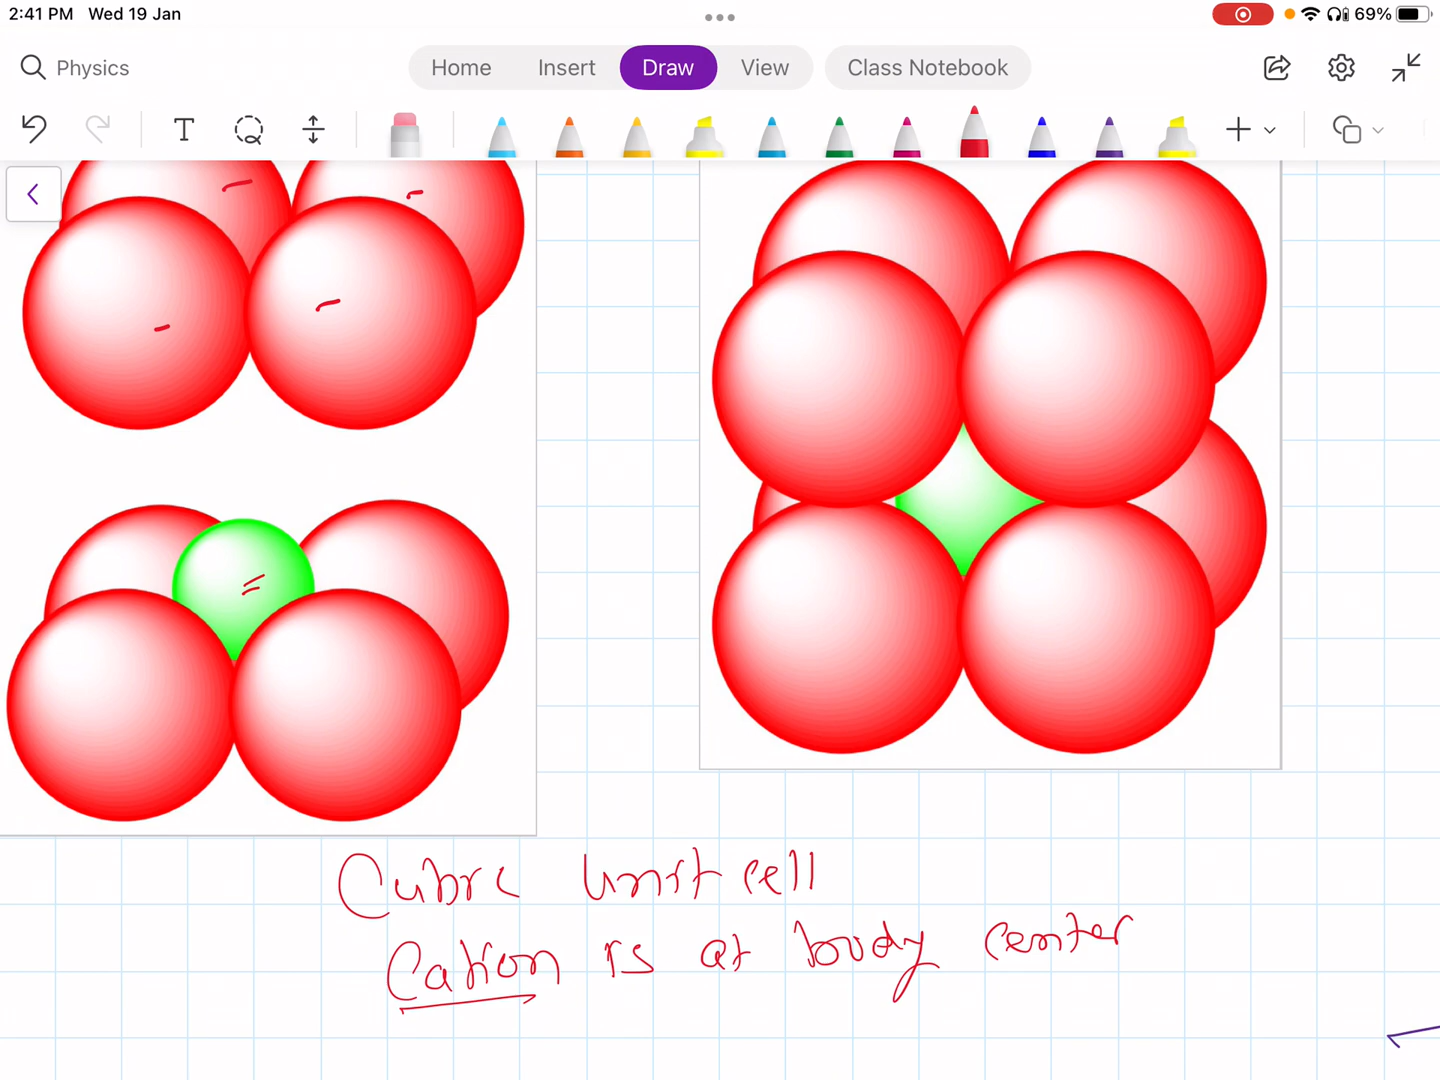 2:41 PM Wed 19 Jan 69%
Physics Home Insert Draw View Class Notebook
T
Cubic unit cell
Cation is at body center